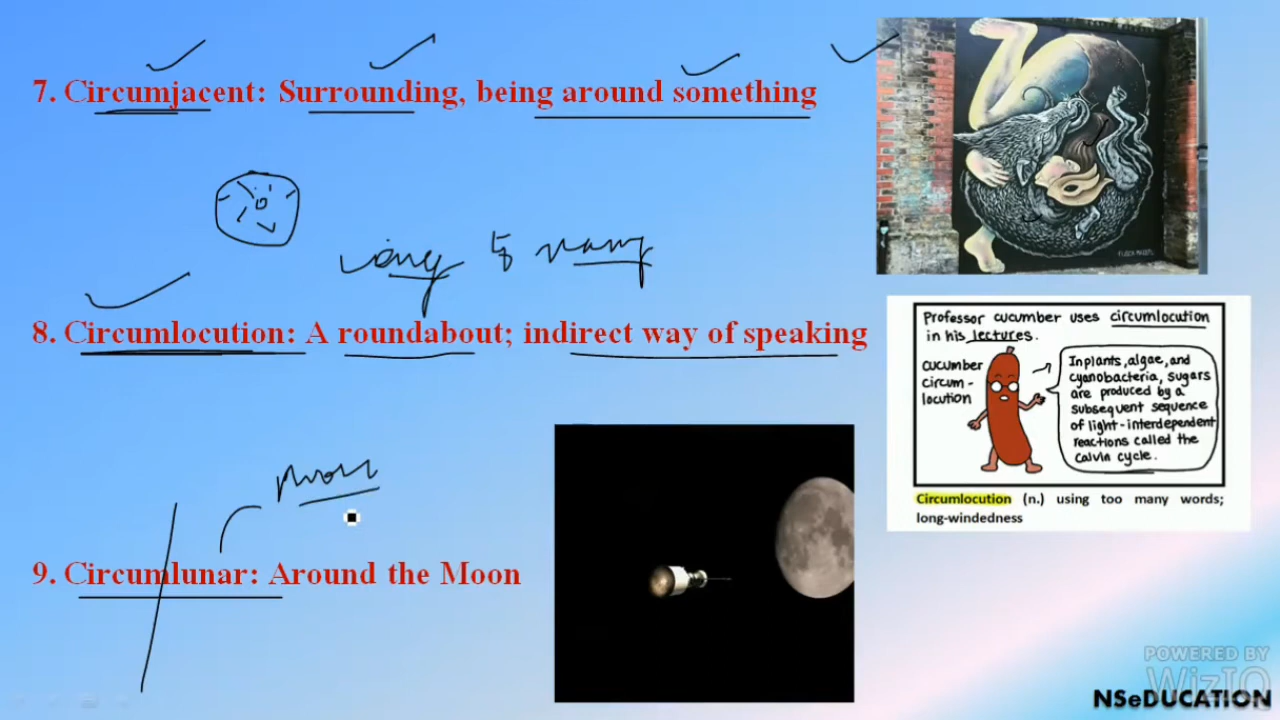 7. Circumjacent: Surrounding, being around something
8. Circumlocution: A roundabout; indirect way of speaking
Professor cucumber uses circumlocution
in his lectures.
cucumber
circum-
locution
In plants, algae, and
cyanobacteria, sugars
are produced by a
subsequent sequence
of light-interdependent
reactions called the
Calvin cycle.
Circumlocution (n.) using too many words;
long-windedness
Moon
9. Circumlunar: Around the Moon
POWERED BY
WizIQ
NSeDUCATION